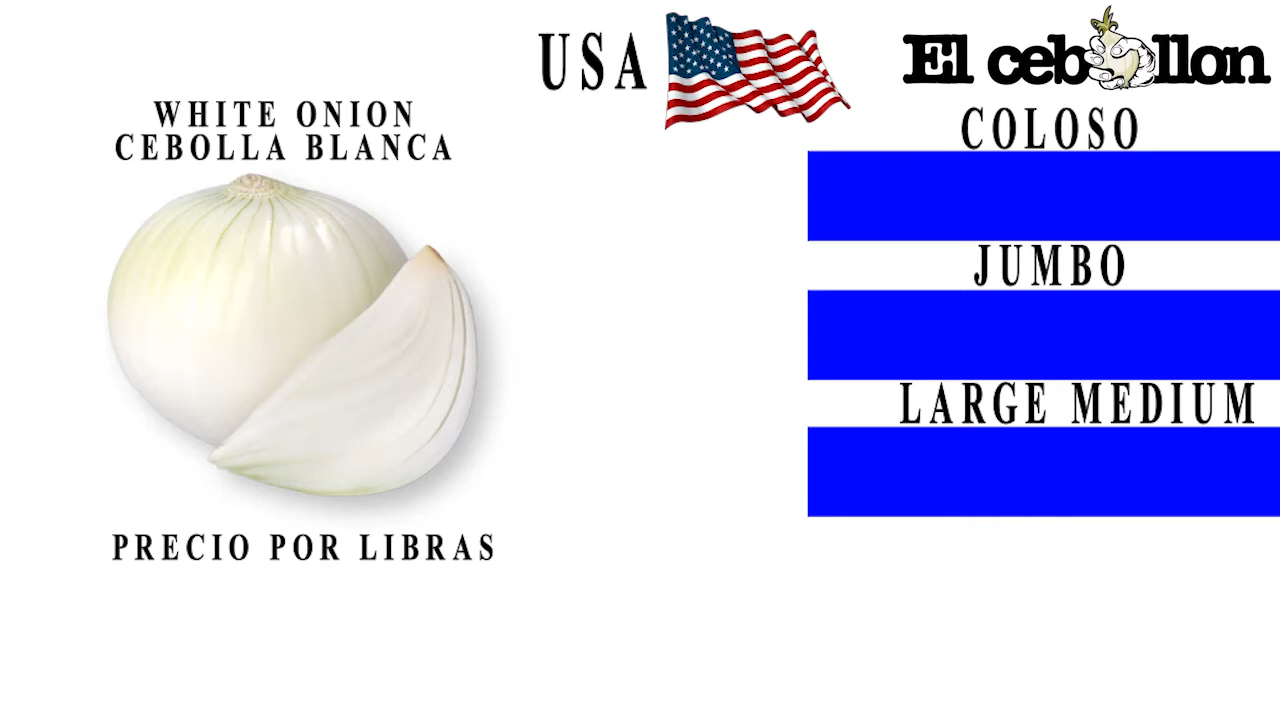 USA
El cebollon
WHITE ONION
CEBOLLA BLANCA
COLOSO
JUMBO
LARGE MEDIUM
PRECIO POR LIBRAS